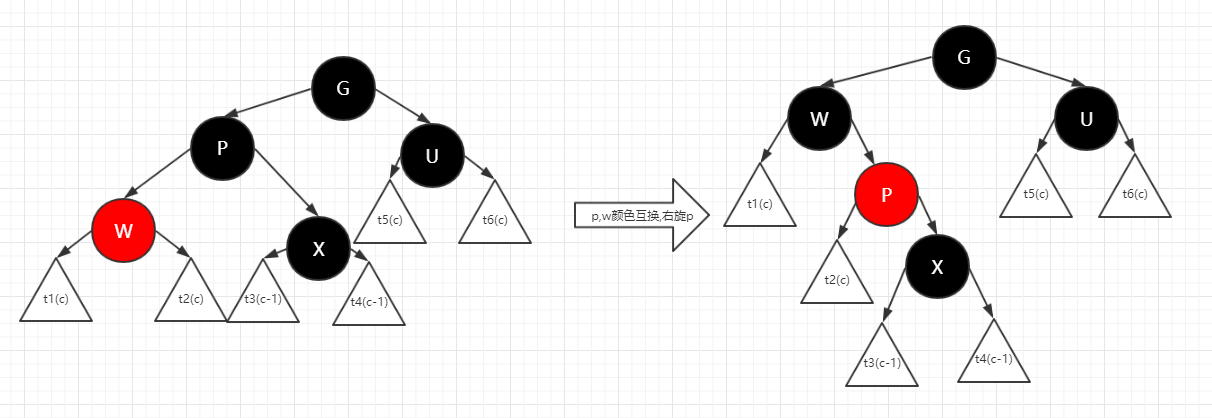 G
P
U
W
X
t1(c)
t2(c)
t3(c-1)
t4(c-1)
t5(c)
t6(c)
p,w颜色互换,右旋p
G
W
U
t1(c)
P
t5(c)
t6(c)
t2(c)
X
t3(c-1)
t4(c-1)